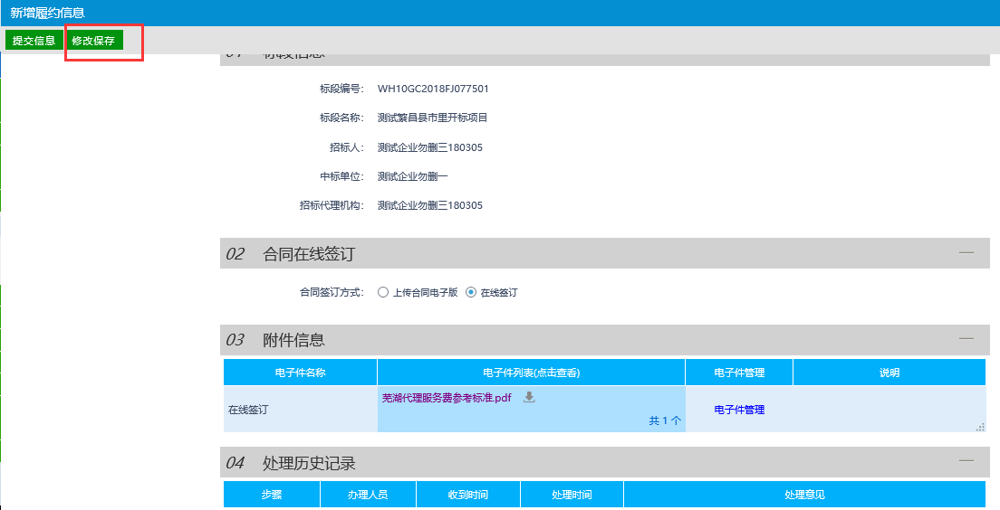 新增履约信息
提交信息 修改保存
01 标段信息
标段编号： WH10GC2018FJ077501
标段名称： 测试繁昌县市里开标项目
招标人： 测试企业勿删三180305
中标单位： 测试企业勿删一
招标代理机构： 测试企业勿删三180305
02 合同在线签订
合同签订方式： 上传合同电子版 在线签订
03 附件信息
电子件名称 电子件列表(点击查看) 电子件管理 说明
芜湖代理服务费参考标准.pdf
在线签订 电子件管理
共 1 个
04 处理历史记录
步骤 办理人员 收到时间 处理时间 处理意见